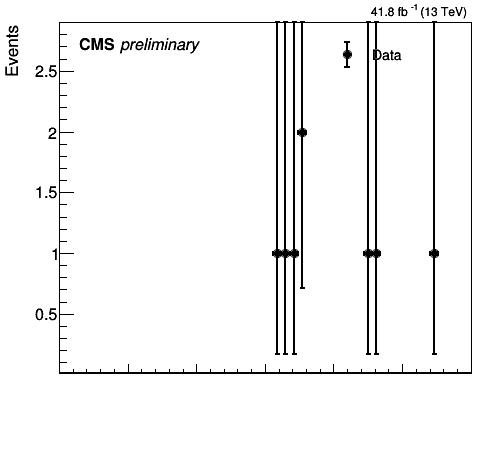 41.8 fb⁻¹ (13 TeV)
CMS preliminary
Data
Events
2.5
2
1.5
1
0.5